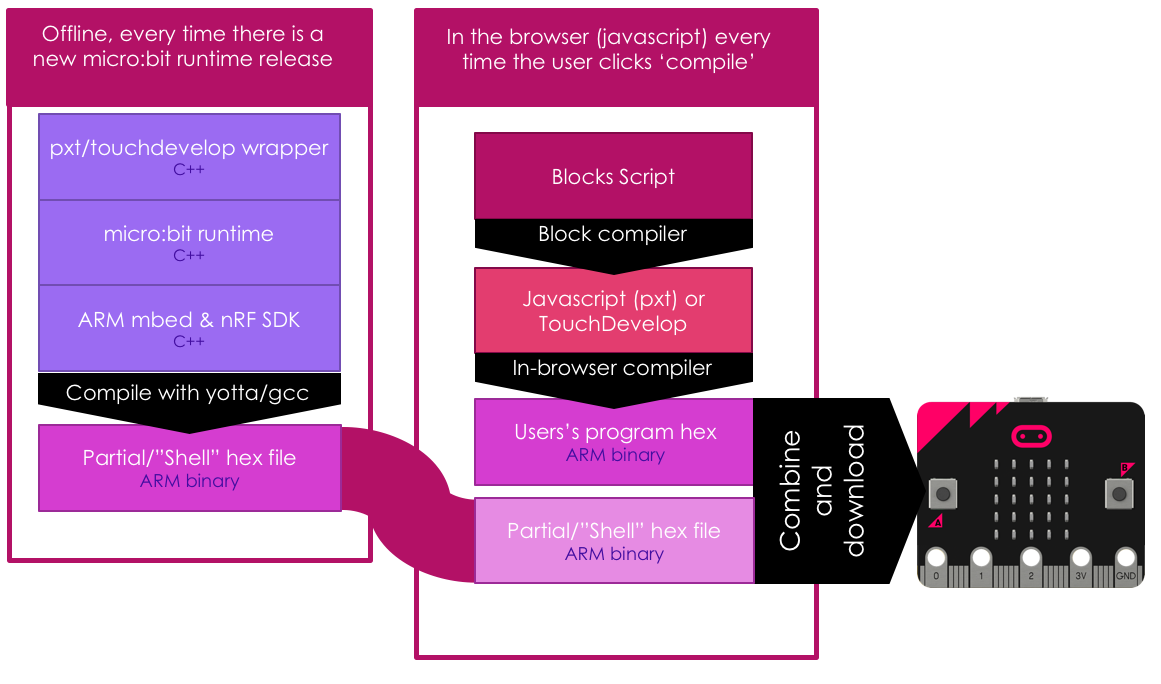 Offline, every time there is a
new micro:bit runtime release
pxt/touchdevelop wrapper
C++
micro:bit runtime
C++
ARM mbed & nRF SDK
C++
Compile with yotta/gcc
Partial/”Shell” hex file
ARM binary
In the browser (javascript) every
time the user clicks ‘compile’
Blocks Script
Block compiler
Javascript (pxt) or
TouchDevelop
In-browser compiler
Users’s program hex
ARM binary
Partial/”Shell” hex file
ARM binary
Combine
and
download
B
A
0 1 2 3V GND